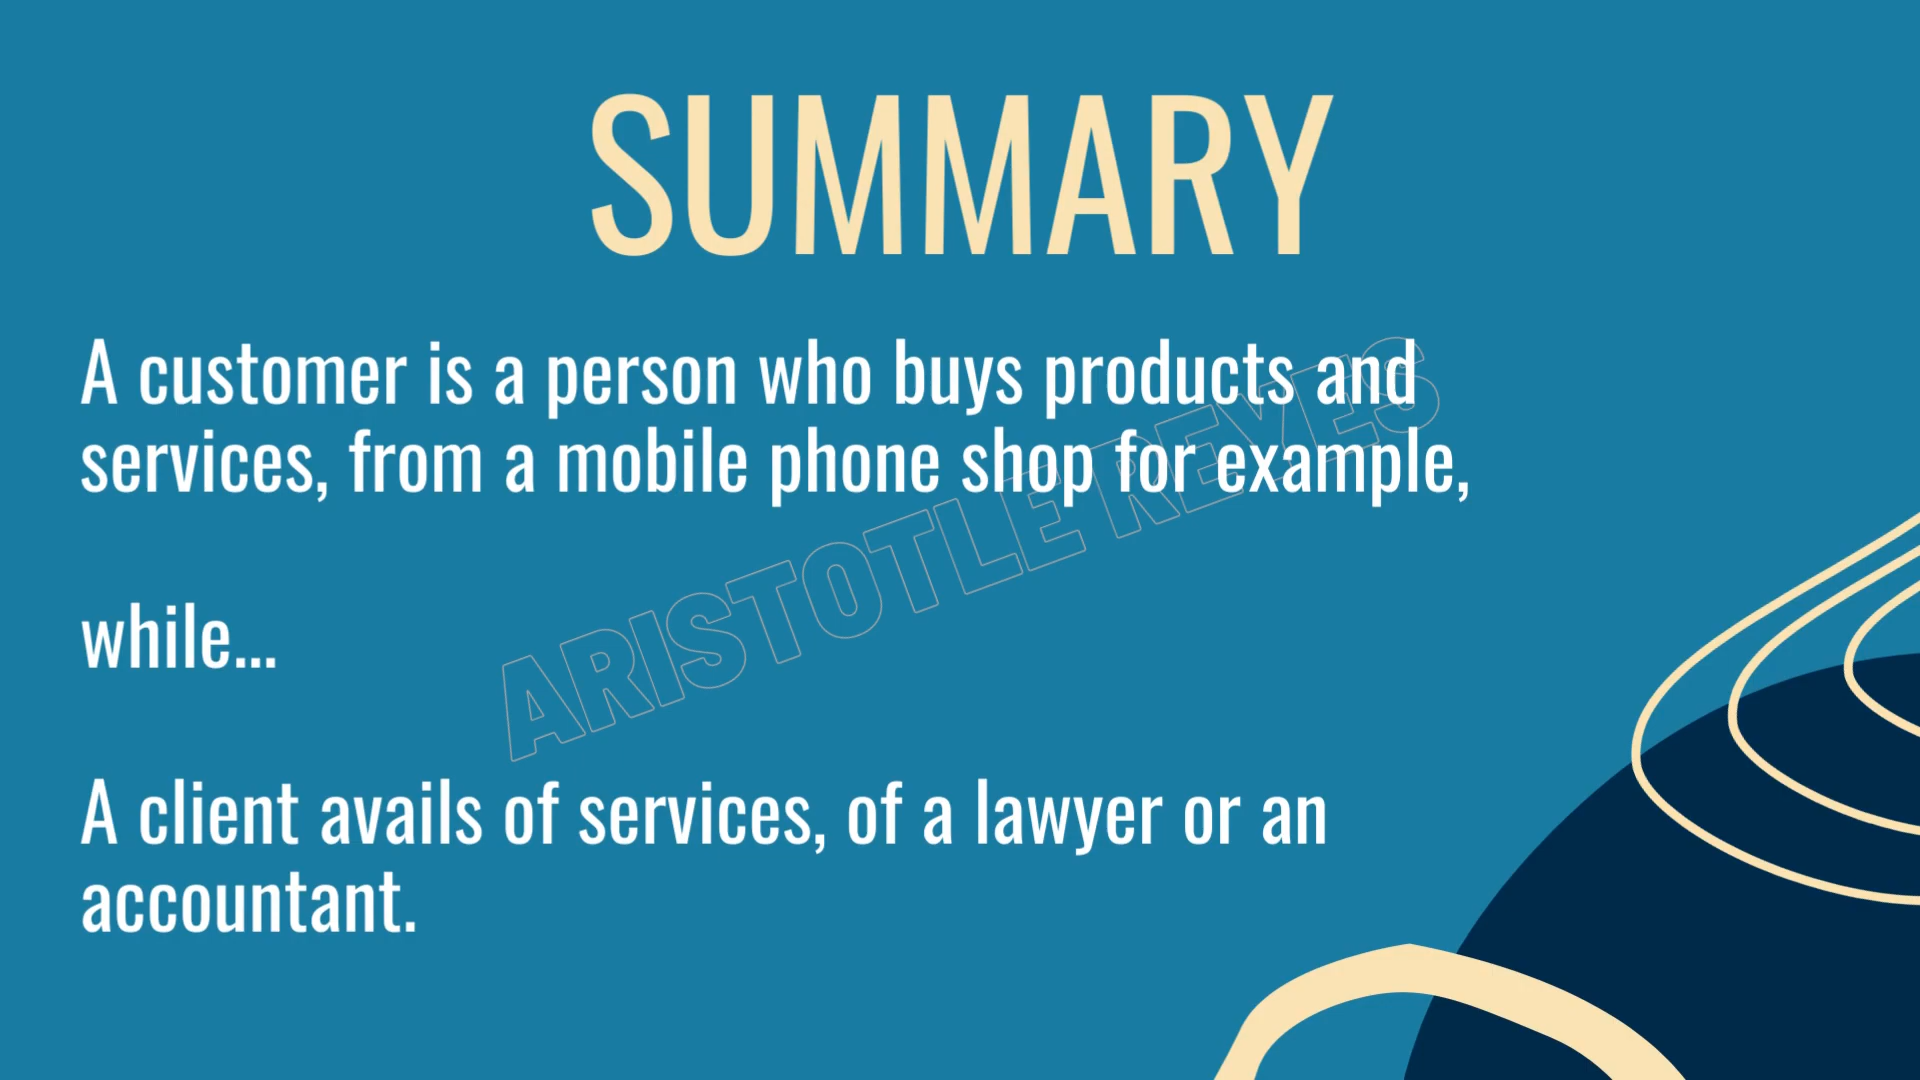 SUMMARY
A customer is a person who buys products and
services, from a mobile phone shop for example,
while...
A client avails of services, of a lawyer or an
accountant.
ARISTOTLE REYES